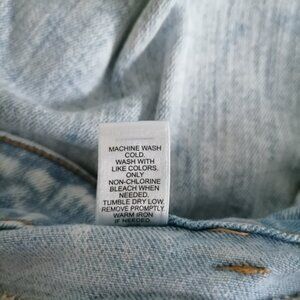 MACHINE WASH
COLD.
WASH WITH
LIKE COLORS.
ONLY
NON-CHLORINE
BLEACH WHEN
NEEDED.
TUMBLE DRY LOW.
REMOVE PROMPTLY.
WARM IRON
IF NEEDED.